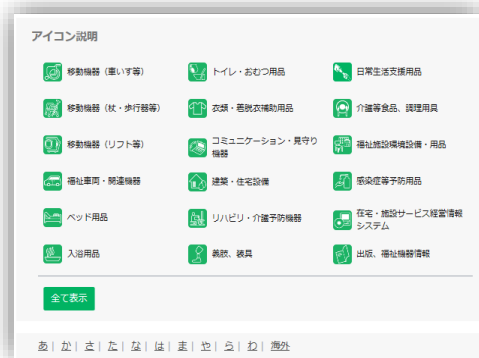 アイコン説明
移動機器（車いす等） トイレ・おむつ用品 日常生活支援用品
移動機器（杖・歩行器等） 衣類・着脱衣補助用品 介護等食品、調理用具
移動機器（リフト等） コミュニケーション・見守り機器 福祉施設環境設備・用品
福祉車両・関連機器 建築・住宅設備 感染症等予防用品
ベッド用品 リハビリ・介護予防機器 在宅・施設サービス経営情報システム
入浴用品 義肢、装具 出版、福祉機器情報
全て表示
あ| か| さ| た| な| は| ま| や| ら| わ| 海外